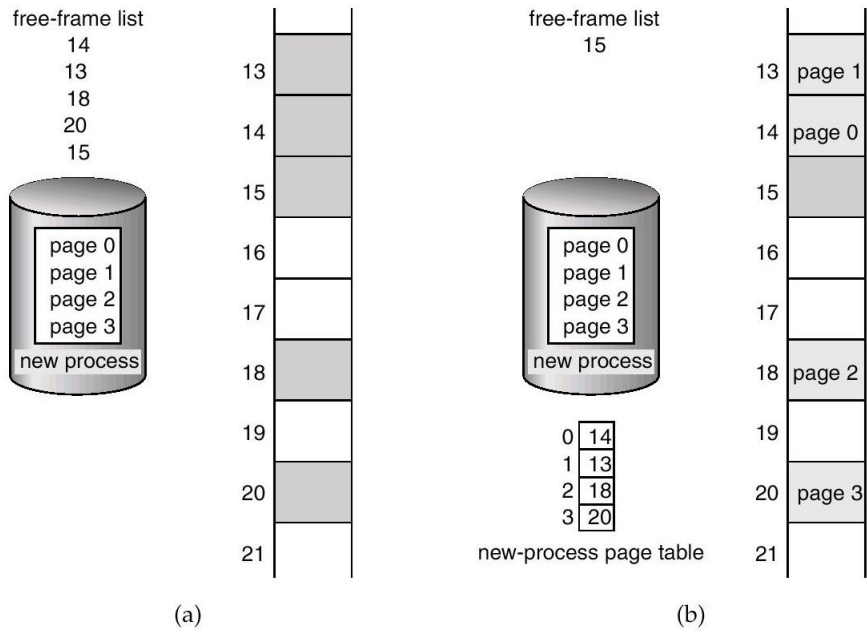 free-frame list
14
13
18
20
15
page 0
page 1
page 2
page 3
new process
13
14
15
16
17
18
19
20
21
(a)
free-frame list
15
page 0
page 1
page 2
page 3
new process
0 14
1 13
2 18
3 20
new-process page table
13 page 1
14 page 0
15
16
17
18 page 2
19
20 page 3
21
(b)